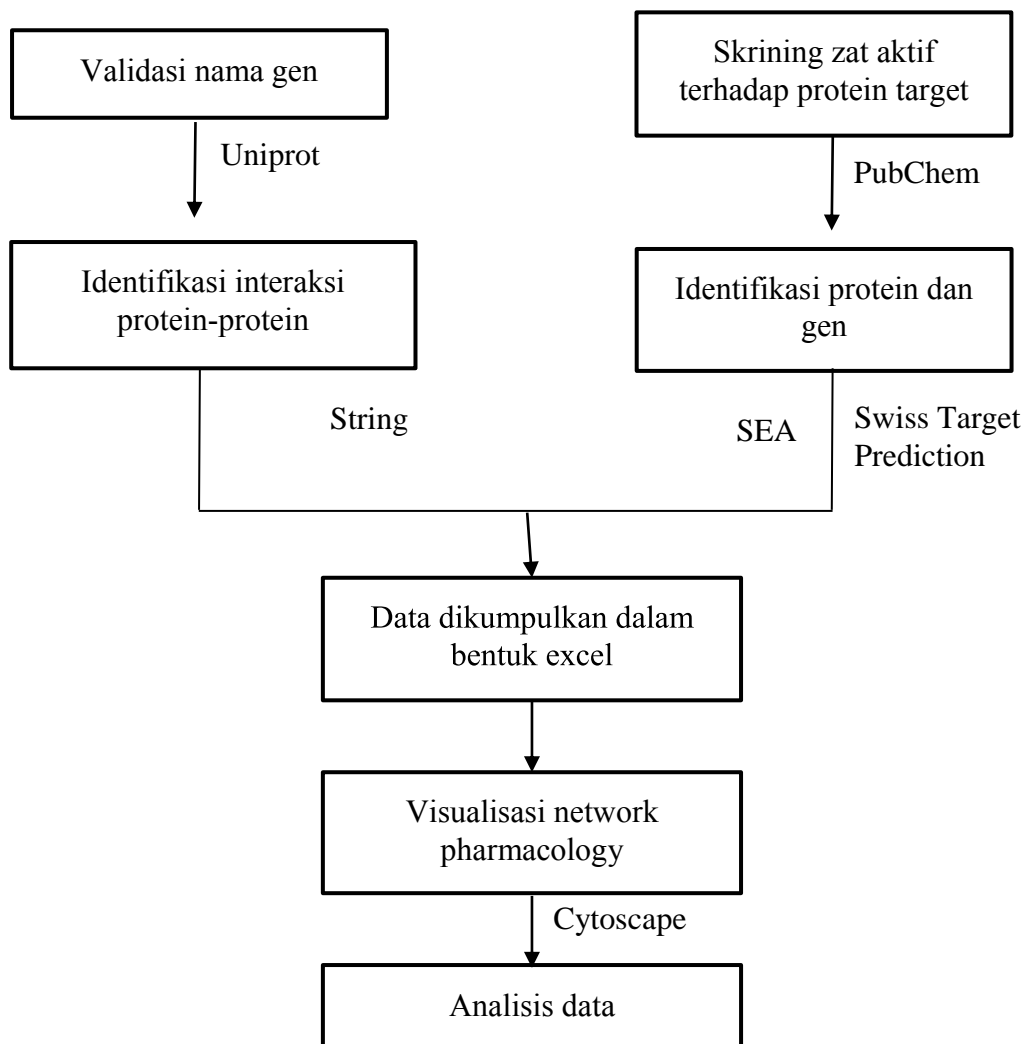 Validasi nama gen
Skrining zat aktif
terhadap protein target
Uniprot
PubChem
Identifikasi interaksi
protein-protein
Identifikasi protein dan
gen
String
SEA
Swiss Target
Prediction
Data dikumpulkan dalam
bentuk excel
Visualisasi network
pharmacology
Cytoscape
Analisis data